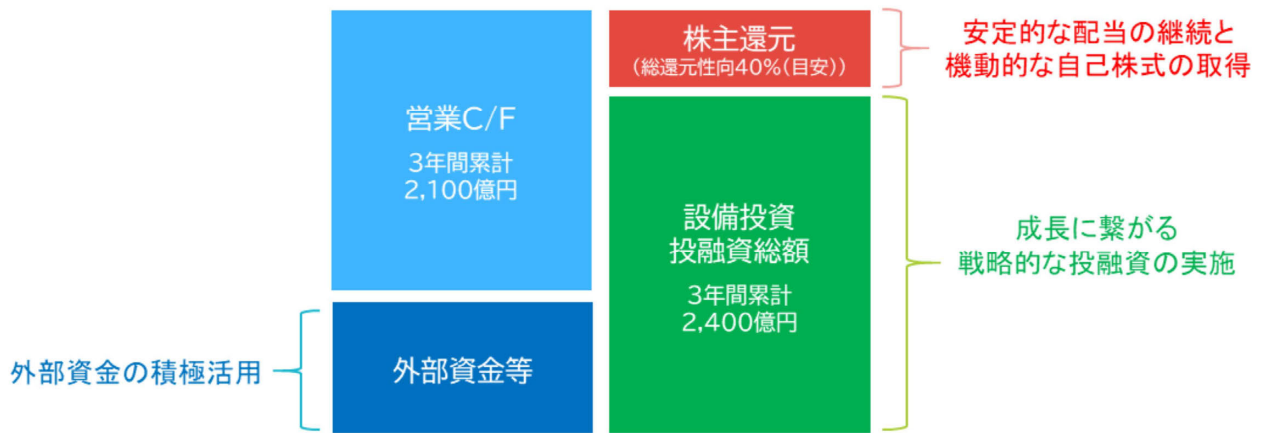 営業C/F
3年間累計
2,100億円
外部資金等
外部資金の積極活用
株主還元
（総還元性向40%（目安））
安定的な配当の継続と
機動的な自己株式の取得
設備投資
投融資総額
3年間累計
2,400億円
成長に繋がる
戦略的な投融資の実施